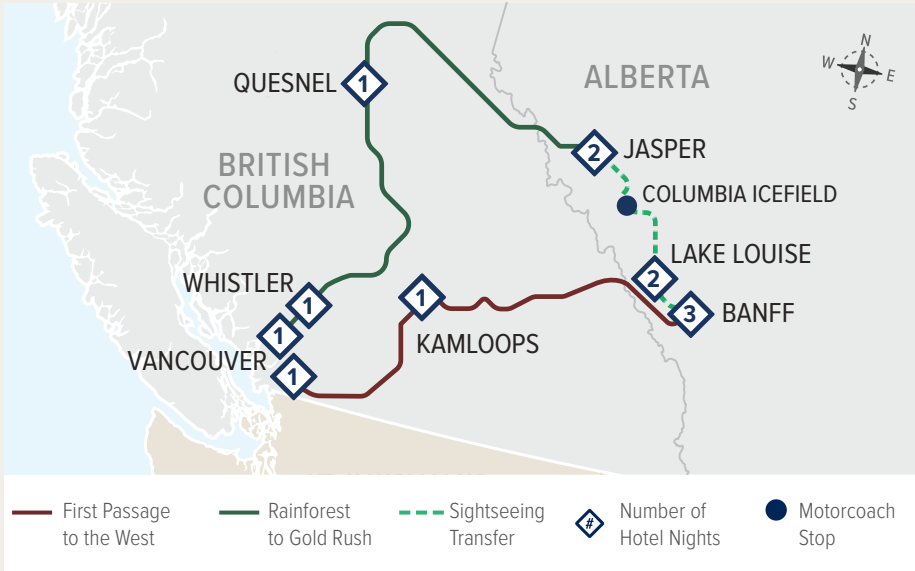 N
W
E
S
QUESNEL
1
ALBERTA
BRITISH
COLUMBIA
2
JASPER
COLUMBIA ICEFIELD
LAKE LOUISE
2
WHISTLER
1
1
3
BANFF
KAMLOOPS
1
VANCOUVER
1
First Passage
to the West
Rainforest
to Gold Rush
Sightseeing
Transfer
#
Number of
Hotel Nights
Motorcoach
Stop